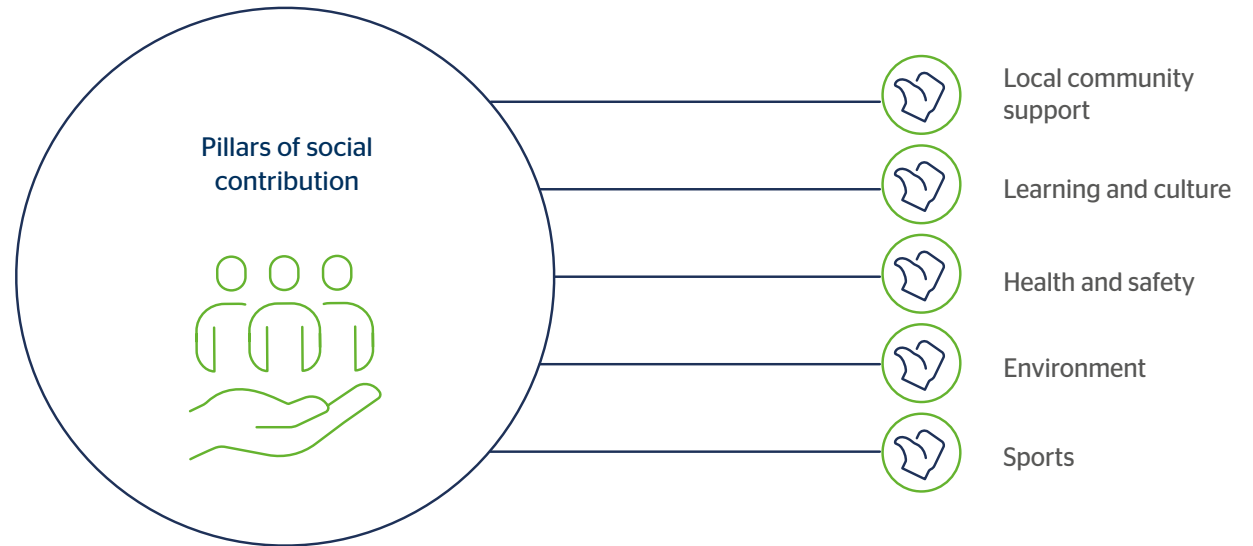 Pillars of social
contribution
Local community
support
Learning and culture
Health and safety
Environment
Sports